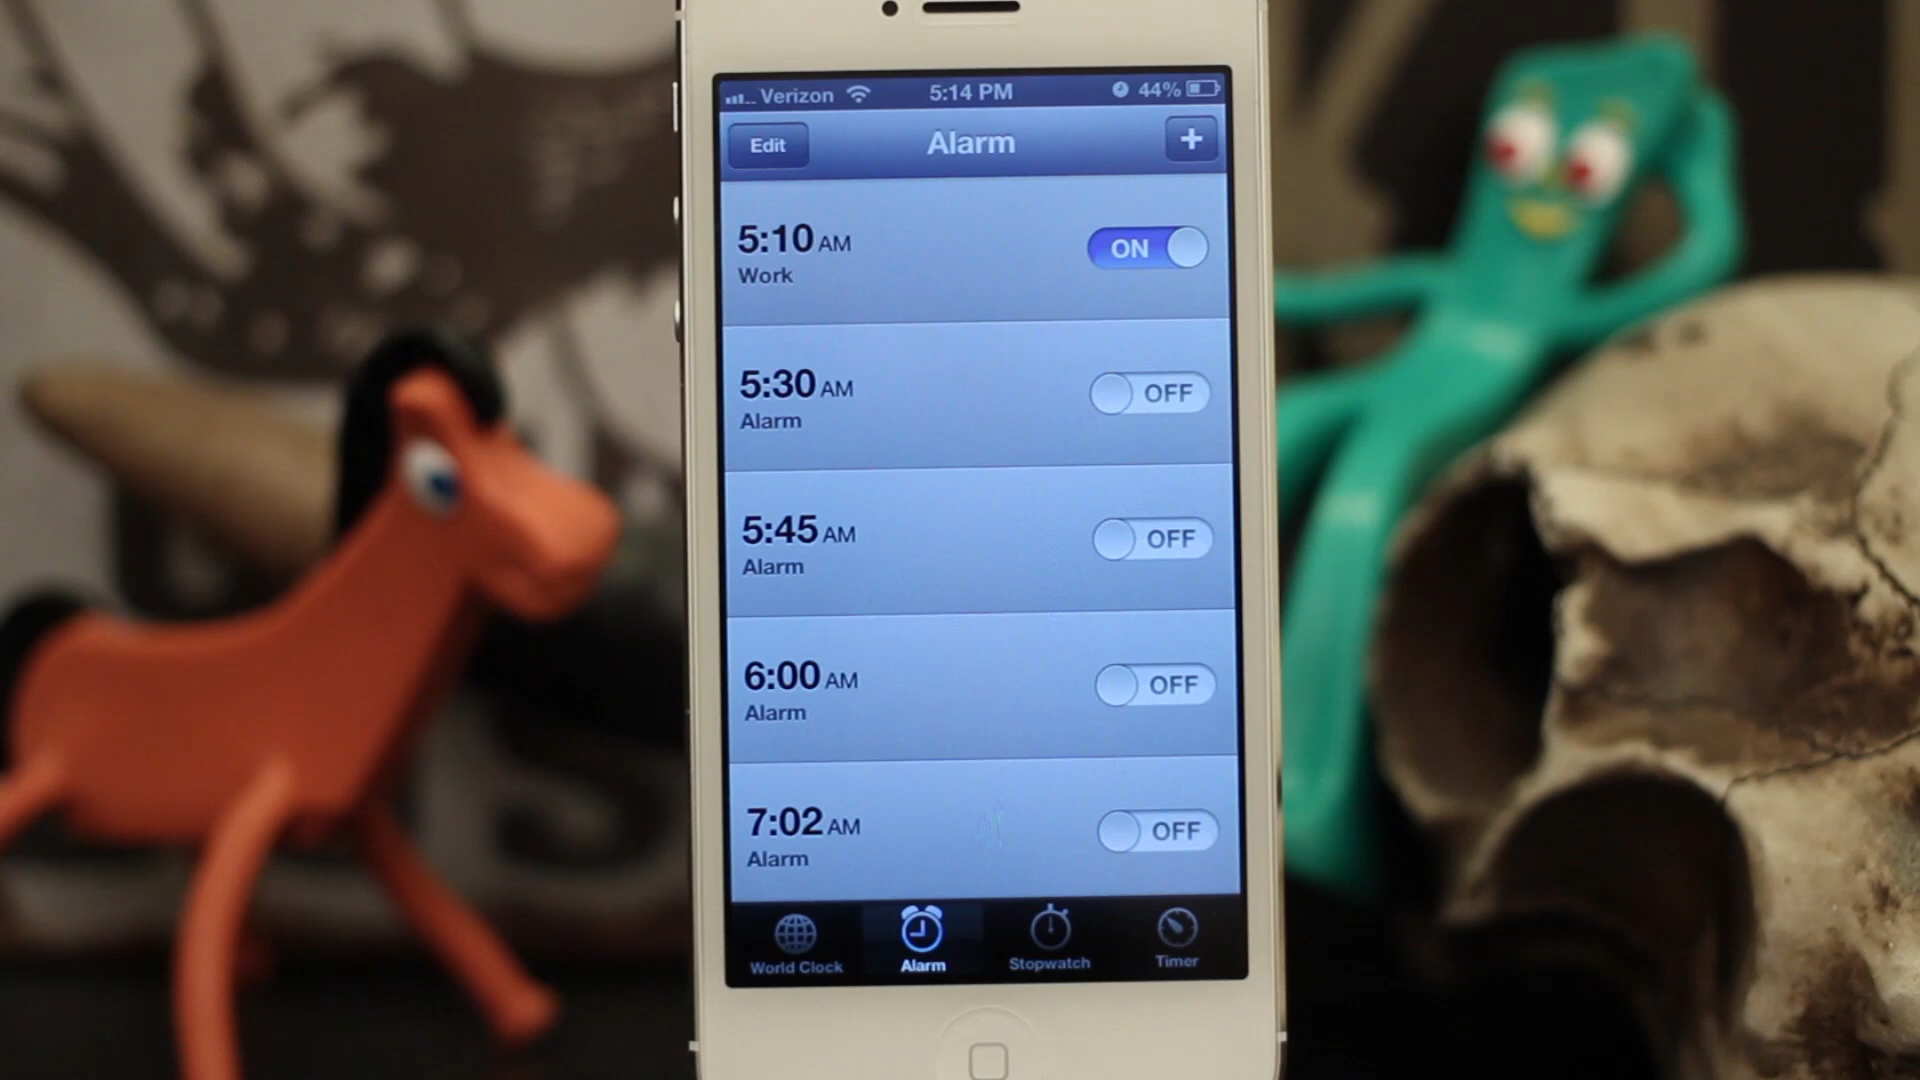 Verizon 5:14 PM 44%
Edit Alarm +
5:10 AM
Work
ON
5:30 AM
Alarm
OFF
5:45 AM
Alarm
OFF
6:00 AM
Alarm
OFF
7:02 AM
Alarm
OFF
World Clock Alarm Stopwatch Timer